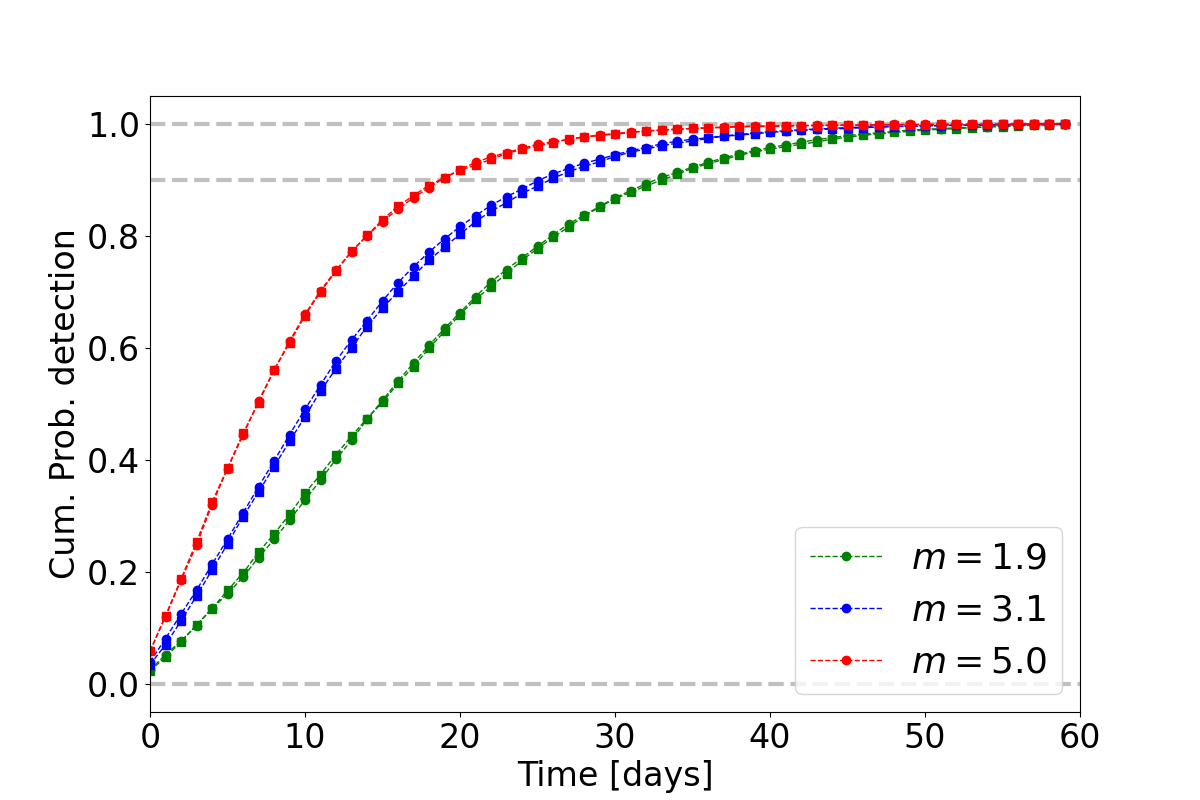 Cum. Prob. detection
1.0
0.8
0.6
0.4
0.2
0.0
m = 1.9
m = 3.1
m = 5.0
0 10 20 30 40 50 60
Time [days]